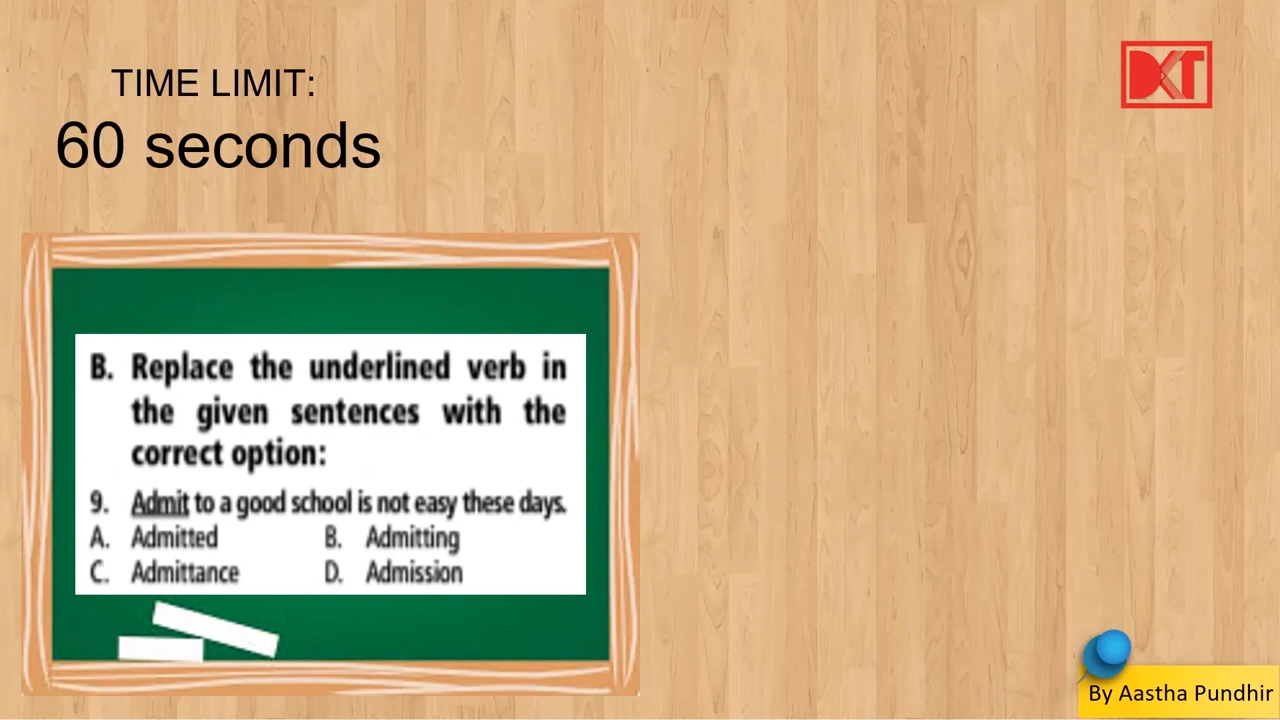 TIME LIMIT:
60 seconds
DKT
B. Replace the underlined verb in
the given sentences with the
correct option:
9. Admit to a good school is not easy these days.
A. Admitted B. Admitting
C. Admittance D. Admission
By Aastha Pundhir